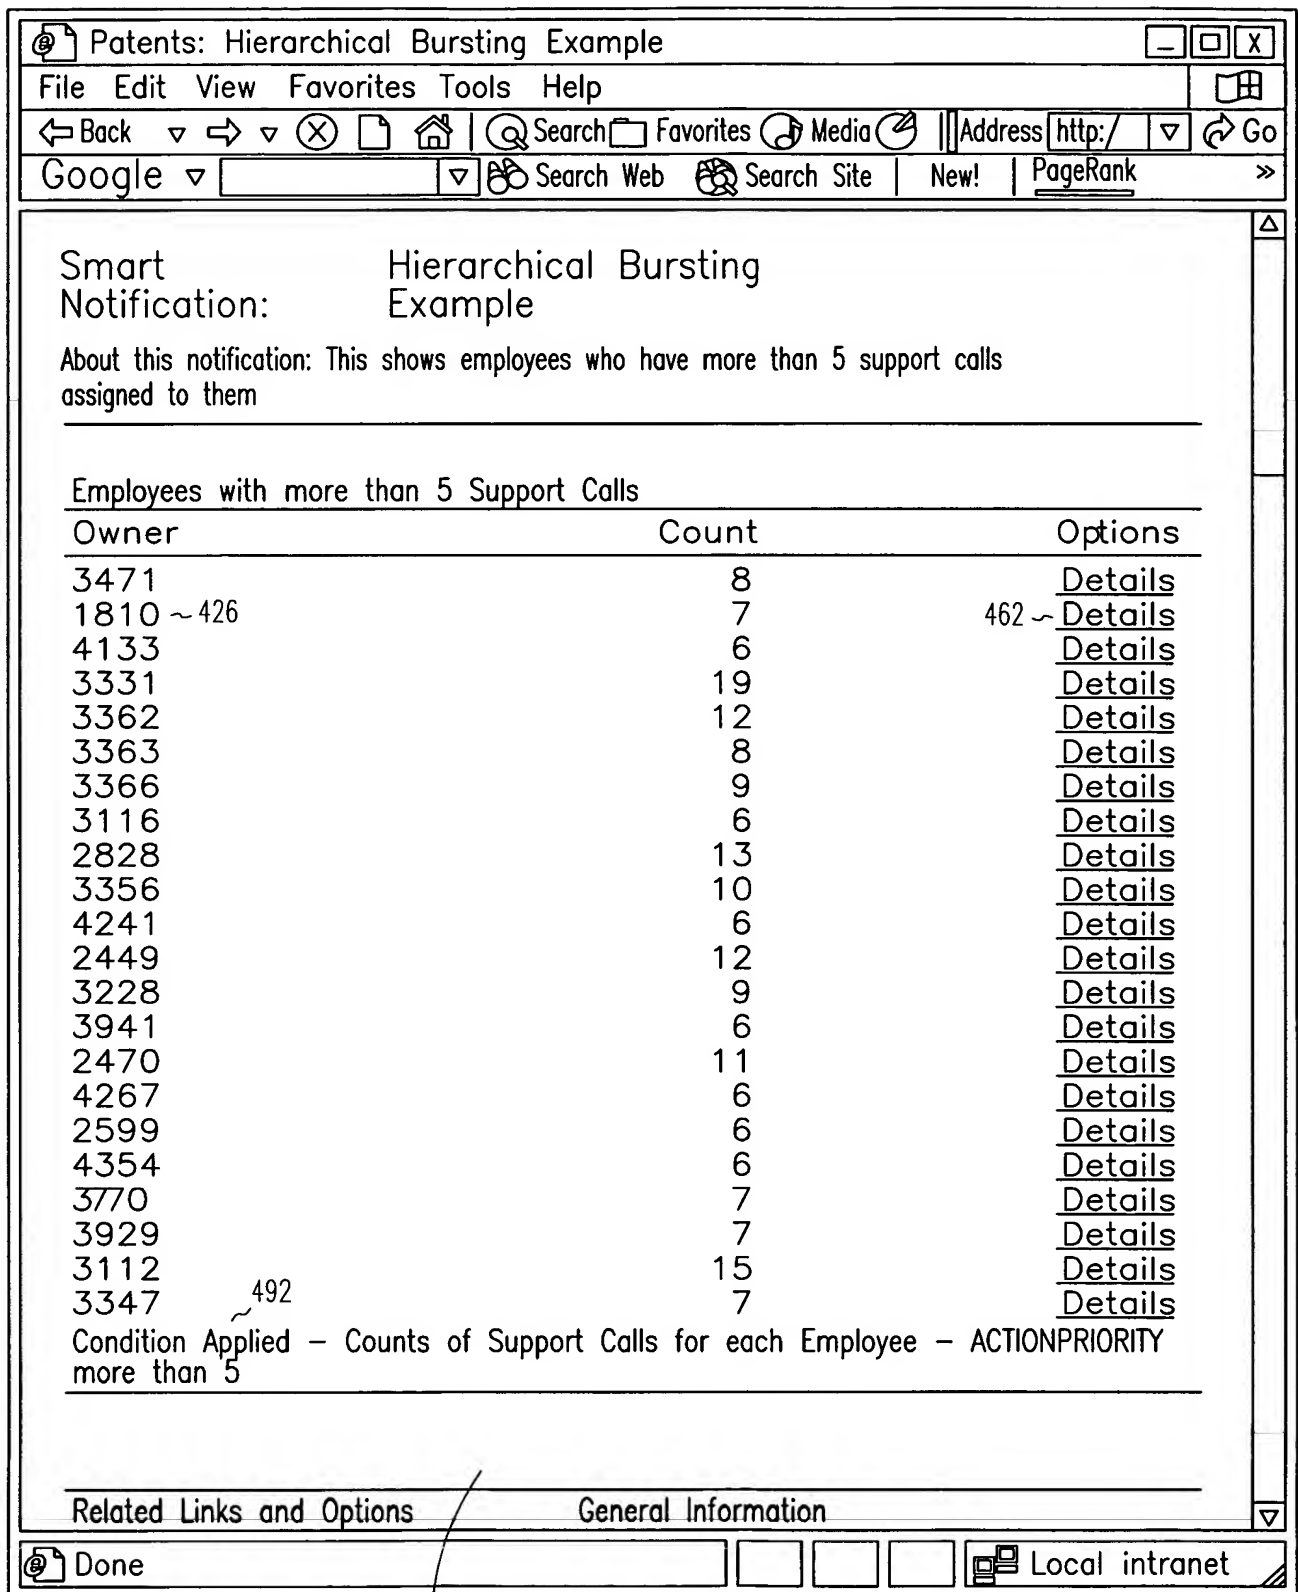 Patents: Hierarchical Bursting Example
_ □ X
File Edit View Favorites Tools Help
Back Search Favorites Media Address http:/ Go
Google Search Web Search Site | New! | PageRank »
Smart Hierarchical Bursting
Notification: Example
About this notification: This shows employees who have more than 5 support calls
assigned to them
Employees with more than 5 Support Calls
Owner Count Options
3471 8 Details
1810 ~426 7 462 ~ Details
4133 6 Details
3331 19 Details
3362 12 Details
3363 8 Details
3366 9 Details
3116 6 Details
2828 13 Details
3356 10 Details
4241 6 Details
2449 12 Details
3228 9 Details
3941 6 Details
2470 11 Details
4267 6 Details
2599 6 Details
4354 6 Details
3770 7 Details
3929 7 Details
3112 15 Details
3347 7 Details
492
Condition Applied – Counts of Support Calls for each Employee – ACTIONPRIORITY
more than 5
Related Links and Options General Information
Done Local intranet